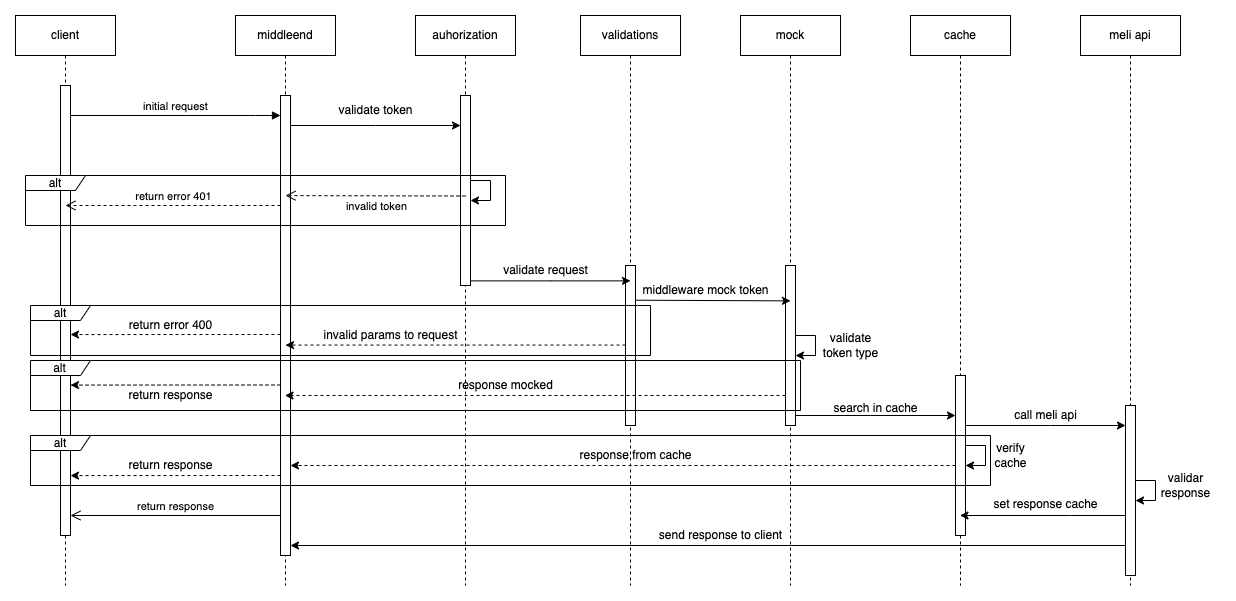 client
middleend
auhorization
validations
mock
cache
meli api
initial request
validate token
alt
return error 401
invalid token
validate request
middleware mock token
alt
return error 400
invalid params to request
validate
token type
alt
response mocked
return response
search in cache
call meli api
alt
return response
response from cache
verify
cache
validar
response
return response
set response cache
send response to client